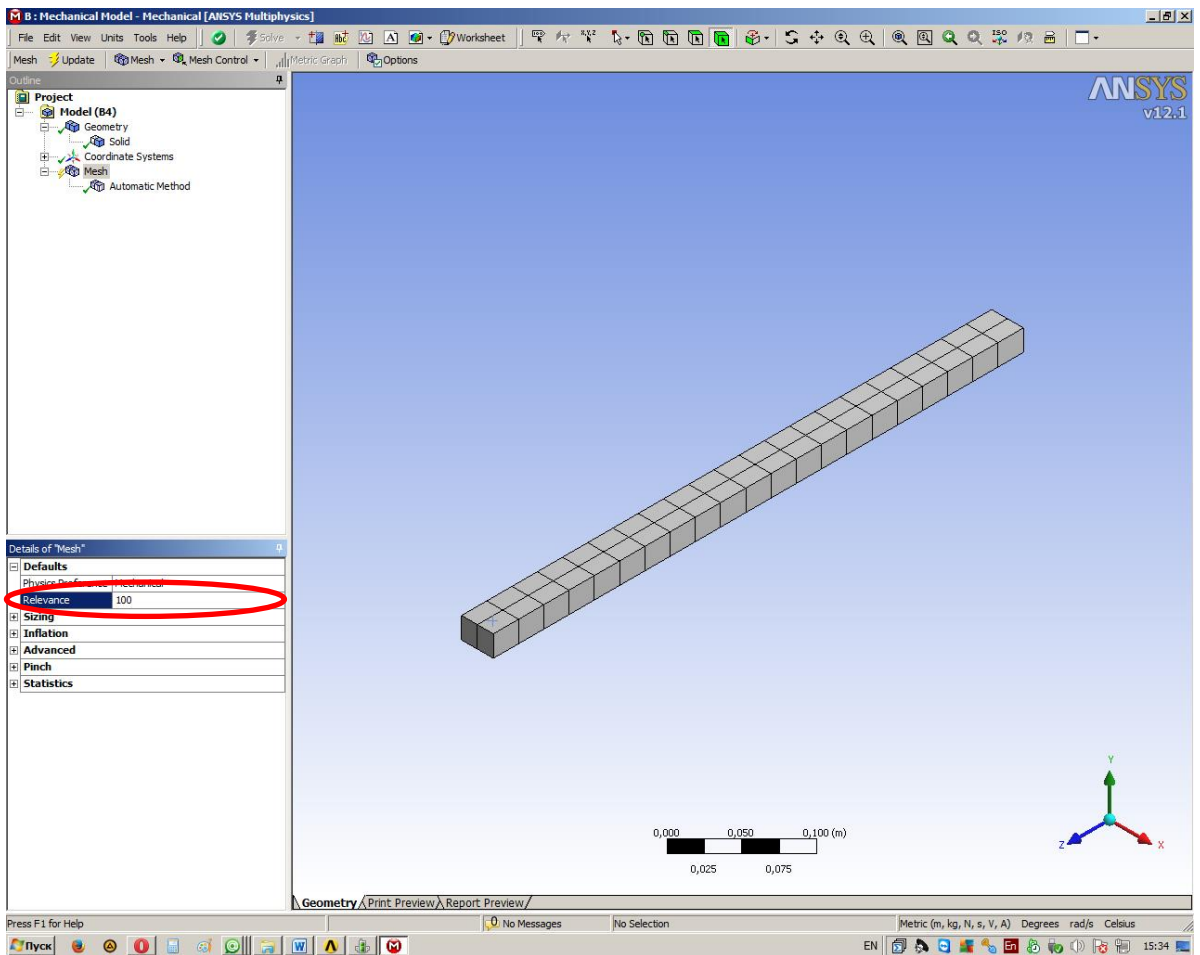 B : Mechanical Model - Mechanical [ANSYS Multiphysics]
File Edit View Units Tools Help Solve Worksheet
Mesh Update Mesh Mesh Control Metric Graph Options
Outline
Project
Model (B4)
Geometry
Solid
Coordinate Systems
Mesh
Automatic Method
ANSYS
v12.1
Details of "Mesh"
Defaults
Physics Preference Mechanical
Relevance 100
Sizing
Inflation
Advanced
Pinch
Statistics
Y
Z X
0,000 0,050 0,100 (m)
0,025 0,075
Geometry Print Preview Report Preview
Press F1 for Help 0 No Messages No Selection Metric (m, kg, N, s, V, A) Degrees rad/s Celsius
Пуск EN En 15:34